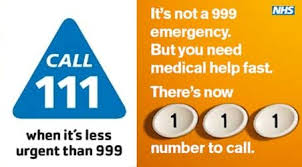 CALL
111
when it's less
urgent than 999
NHS
It's not a 999
emergency.
But you need
medical help fast.
There's now
1 1 1
number to call.